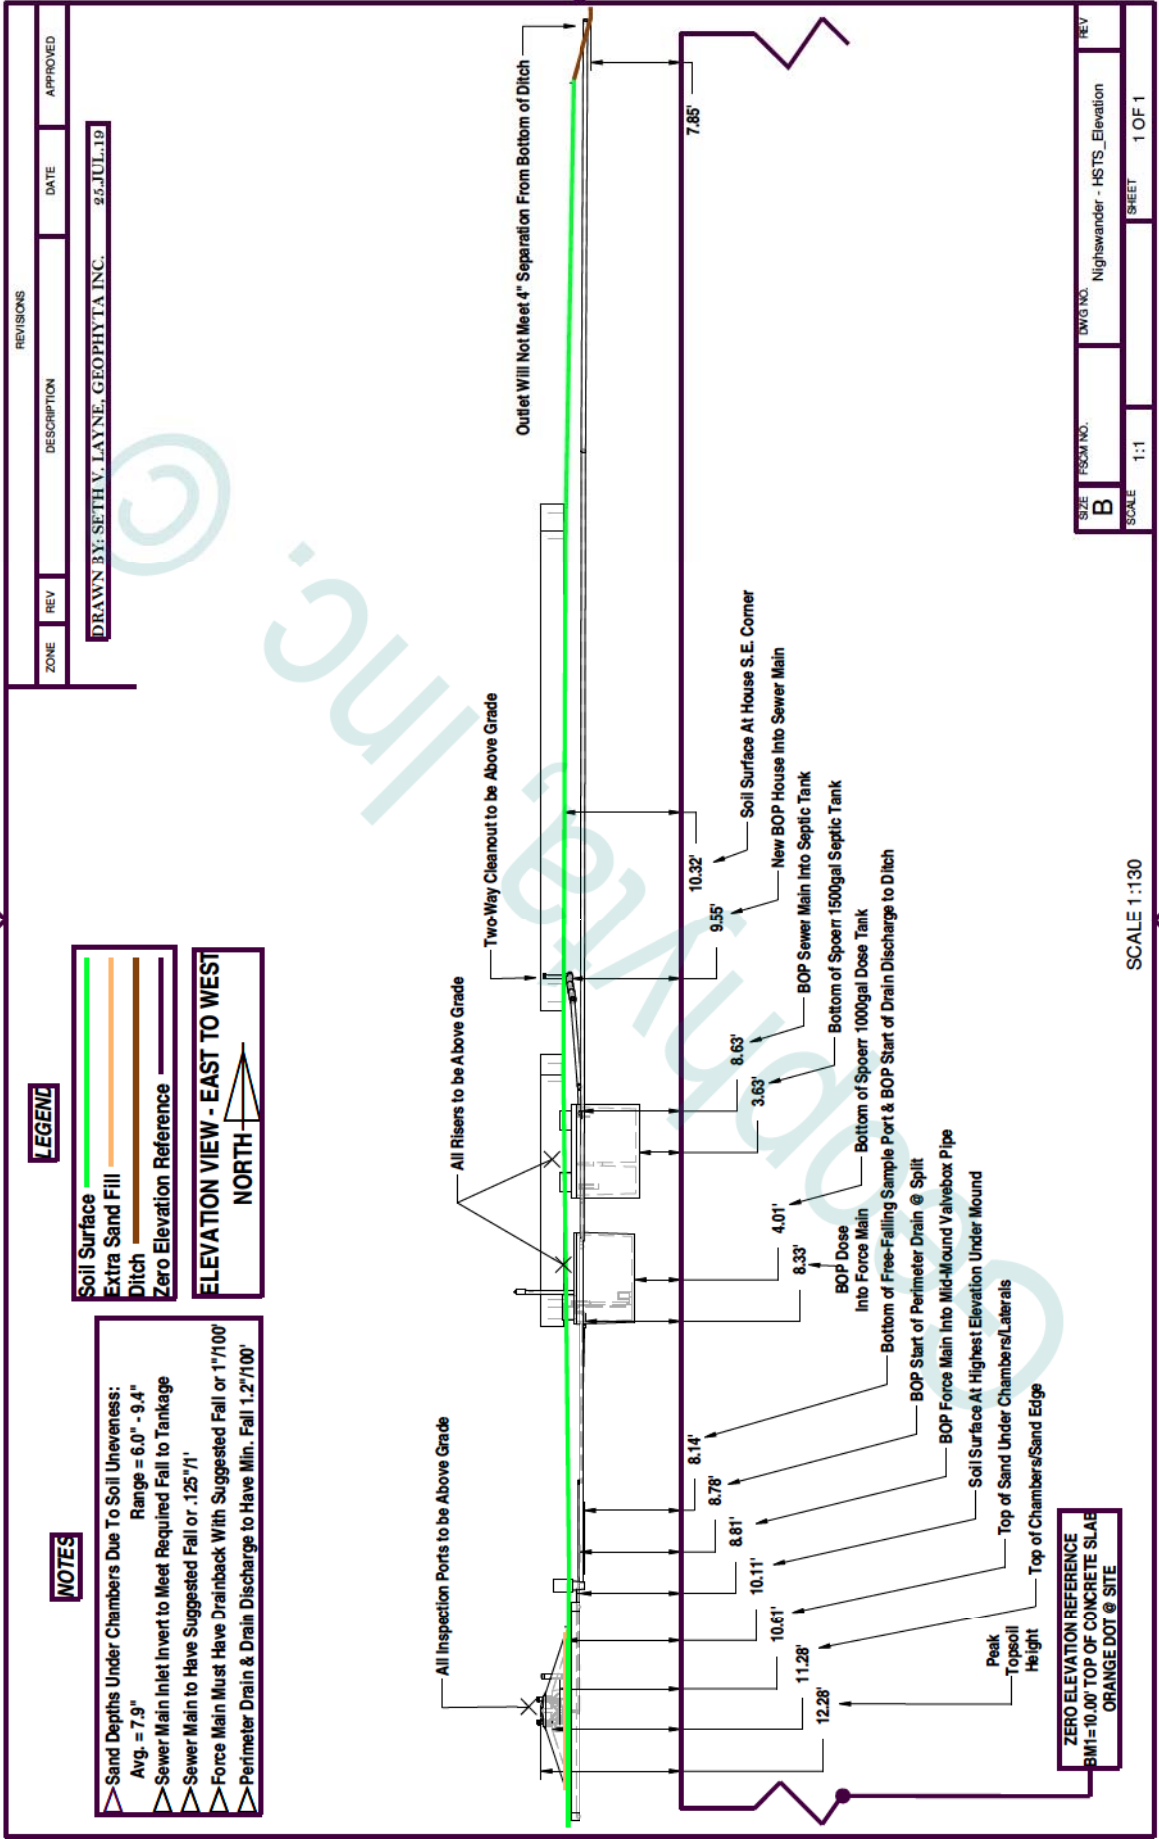 NOTES
Sand Depths Under Chambers Due To Soil Uneveness:
Avg. = 7.9" Range = 6.0" - 9.4"
Sewer Main Inlet Invert to Meet Required Fall to Tankage
Sewer Main to Have Suggested Fall or .125"/1'
Force Main Must Have Drainback With Suggested Fall or 1"/100'
Perimeter Drain & Drain Discharge to Have Min. Fall 1.2"/100'
LEGEND
Soil Surface
Extra Sand Fill
Ditch
Zero Elevation Reference
ELEVATION VIEW - EAST TO WEST
NORTH
REVISIONS
ZONE
REV
DESCRIPTION
DATE
APPROVED
DRAWN BY: SETH V. LAYNE, GEOPHYTA INC. 25.JUL.19
All Inspection Ports to be Above Grade
All Risers to be Above Grade
Two-Way Cleanout to be Above Grade
Outlet Will Not Meet 4" Separation From Bottom of Ditch
7.85'
10.32'
Soil Surface At House S.E. Corner
9.55'
New BOP House Into Sewer Main
8.63'
BOP Sewer Main Into Septic Tank
3.63'
Bottom of Spoerr 1500gal Septic Tank
4.01'
Bottom of Spoerr 1000gal Dose Tank
8.33'
BOP Dose
Into Force Main
8.14'
Bottom of Free-Falling Sample Port & BOP Start of Drain Discharge to Ditch
8.78'
BOP Start of Perimeter Drain @ Split
8.81'
BOP Force Main Into Mid-Mound Valvebox Pipe
10.11'
Soil Surface At Highest Elevation Under Mound
10.61'
Top of Sand Under Chambers/Laterals
11.28'
Top of Chambers/Sand Edge
12.28'
Peak
Topsoil
Height
ZERO ELEVATION REFERENCE
BM1=10.00' TOP OF CONCRETE SLAB
ORANGE DOT @ SITE
SCALE 1:130
SIZE
B
FSCM NO.
DWG NO.
Nighswander - HSTS_Elevation
REV
SCALE
1:1
SHEET
1 OF 1
Geophyta, Inc. ©